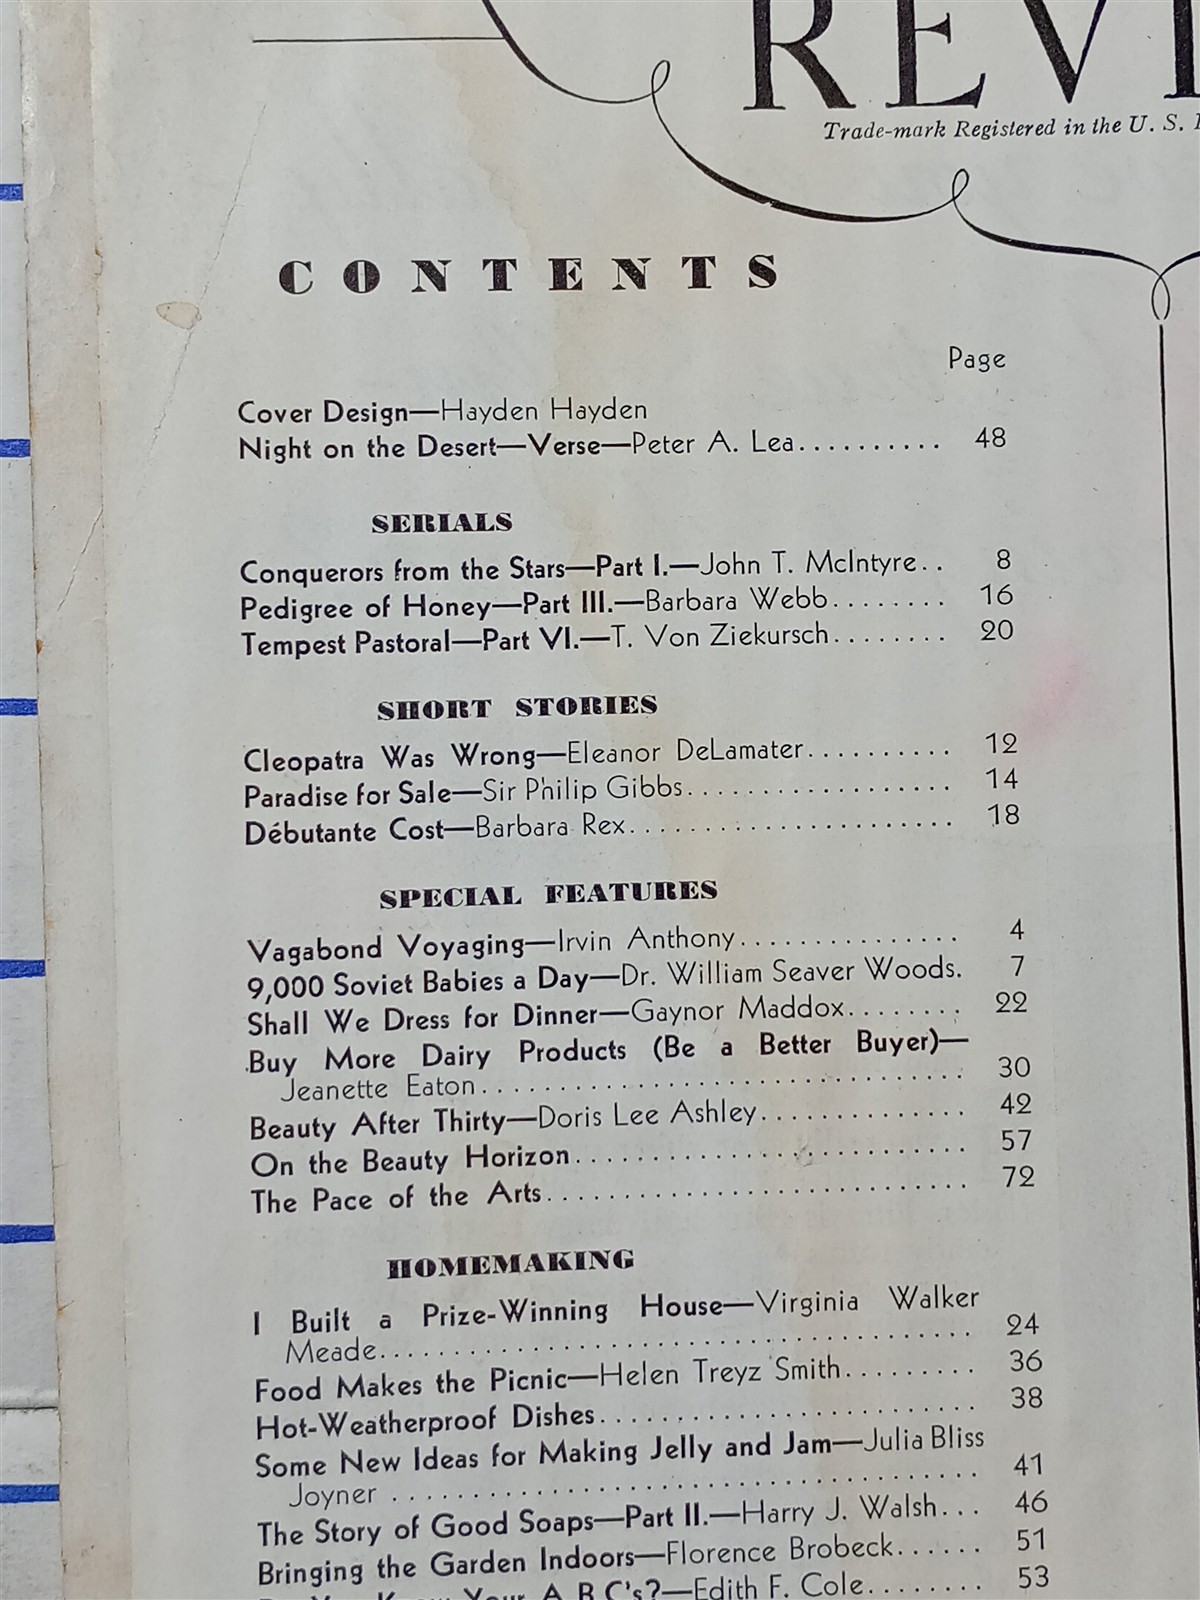 REVI
Trade-mark Registered in the U. S.
CONTENTS
Page
Cover Design—Hayden Hayden
Night on the Desert—Verse—Peter A. Lea.......... 48
SERIALS
Conquerors from the Stars—Part I.—John T. McIntyre.. 8
Pedigree of Honey—Part III.—Barbara Webb........ 16
Tempest Pastoral—Part VI.—T. Von Ziekursch........ 20
SHORT STORIES
Cleopatra Was Wrong—Eleanor DeLamater.......... 12
Paradise for Sale—Sir Philip Gibbs................... 14
Débutante Cost—Barbara Rex....................... 18
SPECIAL FEATURES
Vagabond Voyaging—Irvin Anthony............... 4
9,000 Soviet Babies a Day—Dr. William Seaver Woods. 7
Shall We Dress for Dinner—Gaynor Maddox........ 22
Buy More Dairy Products (Be a Better Buyer)—
Jeanette Eaton................................ 30
Beauty After Thirty—Doris Lee Ashley.............. 42
On the Beauty Horizon........................... 57
The Pace of the Arts............................. 72
HOMEMAKING
I Built a Prize-Winning House—Virginia Walker
Meade........................................ 24
Food Makes the Picnic—Helen Treyz Smith......... 36
Hot-Weatherproof Dishes.......................... 38
Some New Ideas for Making Jelly and Jam—Julia Bliss
Joyner ........................................ 41
The Story of Good Soaps—Part II.—Harry J. Walsh... 46
Bringing the Garden Indoors—Florence Brobeck...... 51
Your A B C's?—Edith F. Cole........ 53